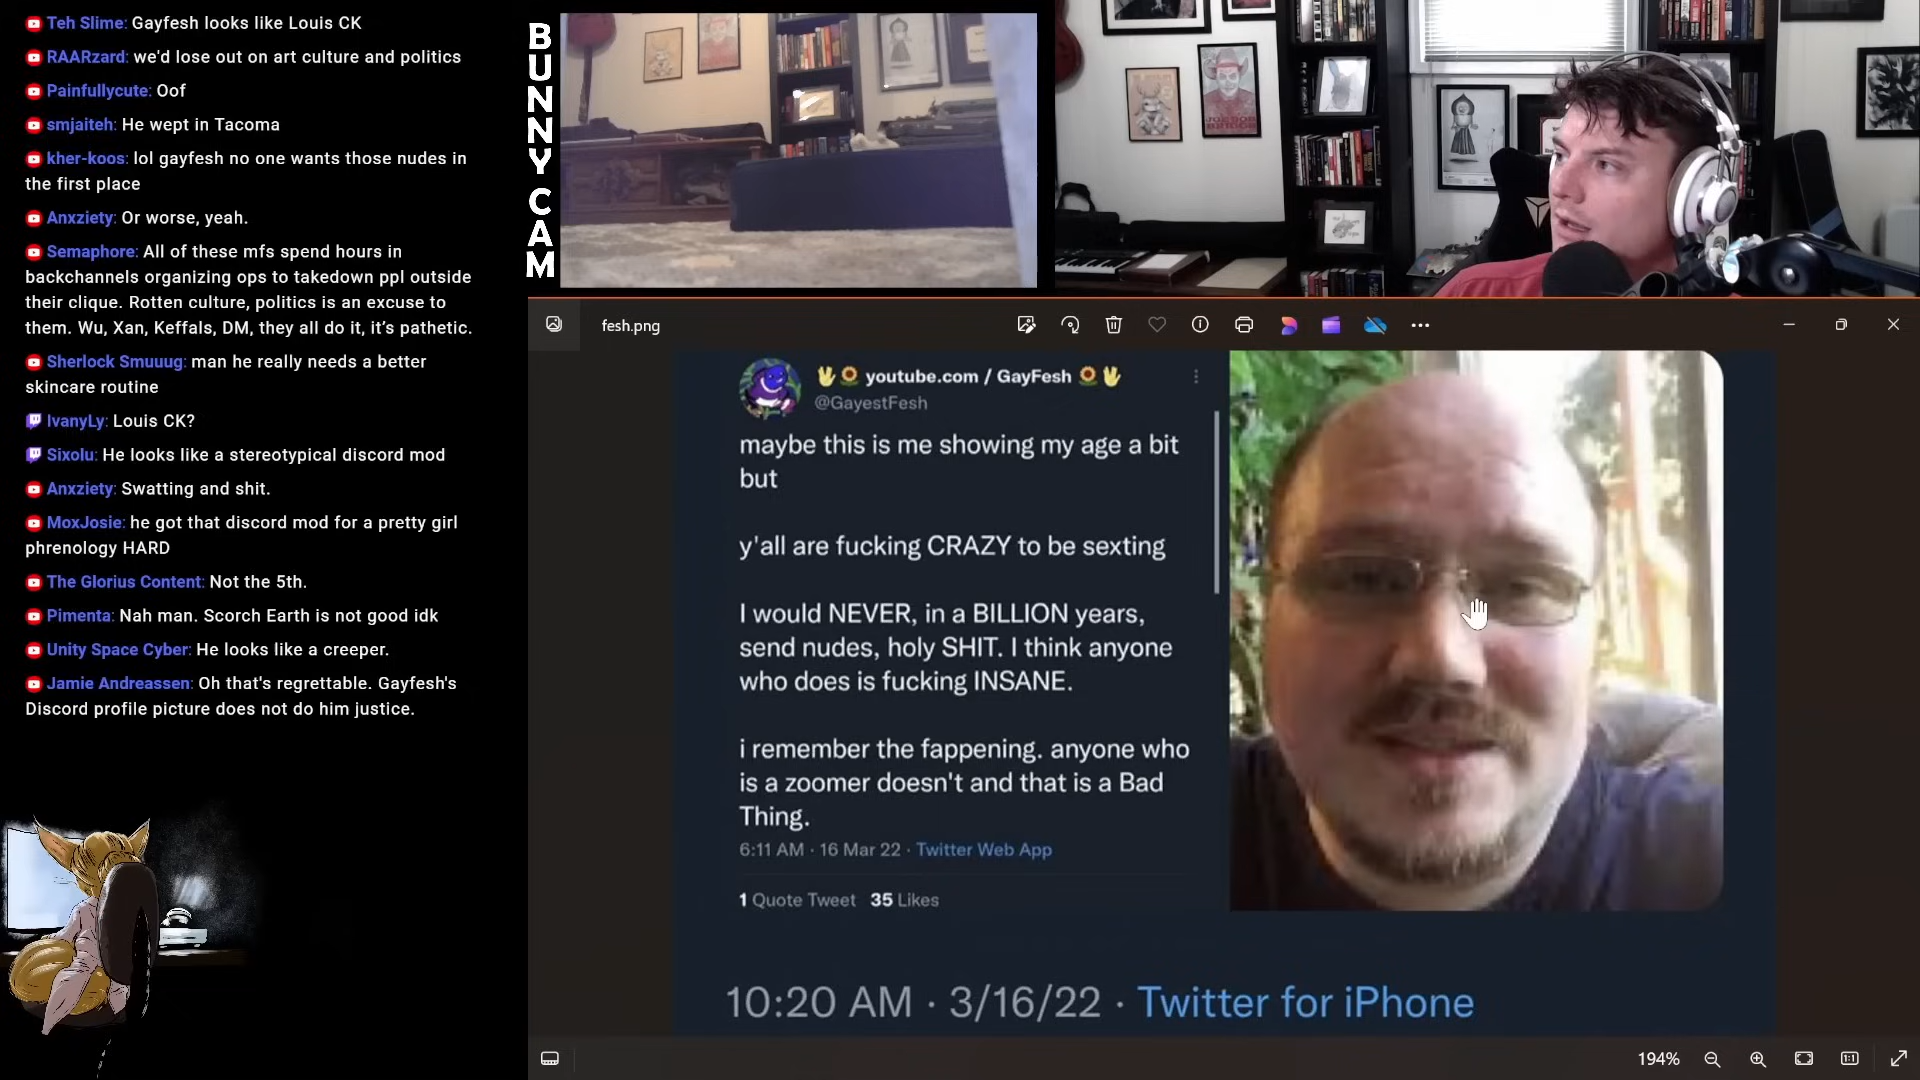 Teh Slime: Gayfesh looks like Louis CK
RAARzard: we'd lose out on art culture and politics
Painfullycute: Oof
smjaiteh: He wept in Tacoma
kher-koos: lol gayfesh no one wants those nudes in
the first place
Anxziety: Or worse, yeah.
Semaphore: All of these mfs spend hours in
backchannels organizing ops to takedown ppl outside
their clique. Rotten culture, politics is an excuse to
them. Wu, Xan, Keffals, DM, they all do it, it's pathetic.
Sherlock Smuuug: man he really needs a better
skincare routine
IvanyLy: Louis CK?
Sixolu: He looks like a stereotypical discord mod
Anxziety: Swatting and shit.
MoxJosie: he got that discord mod for a pretty girl
phrenology HARD
The Glorius Content: Not the 5th.
Pimenta: Nah man. Scorch Earth is not good idk
Unity Space Cyber: He looks like a creeper.
Jamie Andreassen: Oh that's regrettable. Gayfesh's
Discord profile picture does not do him justice.
BUNNY CAM
fesh.png
youtube.com / GayFesh
@GayestFesh
maybe this is me showing my age a bit
but
y'all are fucking CRAZY to be sexting
I would NEVER, in a BILLION years,
send nudes, holy SHIT. I think anyone
who does is fucking INSANE.
i remember the fappening. anyone who
is a zoomer doesn't and that is a Bad
Thing.
6:11 AM · 16 Mar 22 · Twitter Web App
1 Quote Tweet 35 Likes
10:20 AM · 3/16/22 · Twitter for iPhone
194%